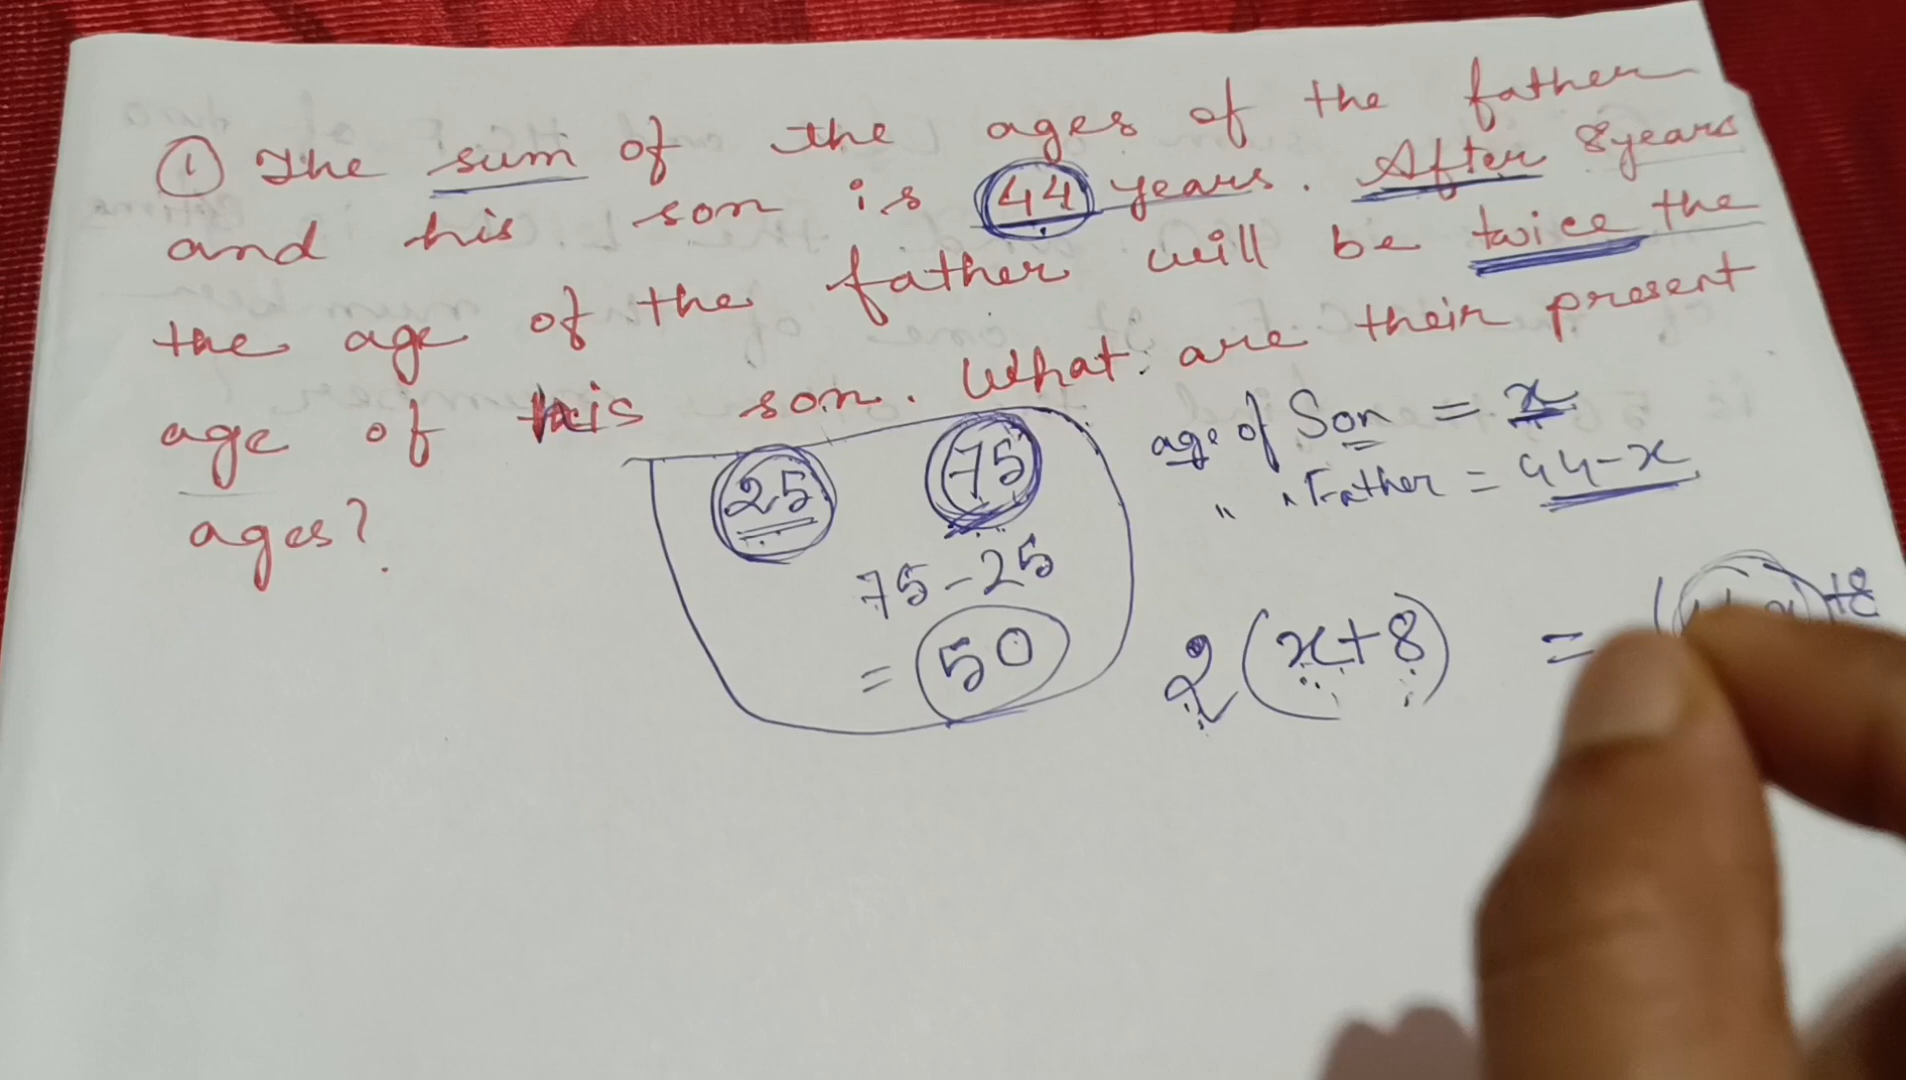 ① The sum of the ages of the father
and his son is 44 years. After 8years
the age of the father will be twice the
age of his son. What are their present
ages?
25 75
75-25
= 50
age of Son = x
" " Father = 44-x
2(x+8) = +8